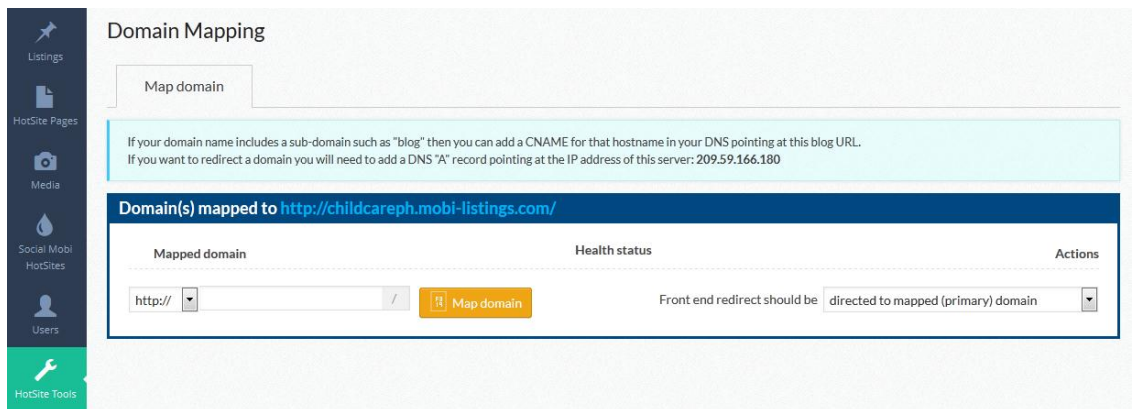 Domain Mapping
Listings
Map domain
HotSite Pages
If your domain name includes a sub-domain such as "blog" then you can add a CNAME for that hostname in your DNS pointing at this blog URL.
If you want to redirect a domain you will need to add a DNS "A" record pointing at the IP address of this server: 209.59.166.180
Media
Domain(s) mapped to http://childcareph.mobi-listings.com/
Social Mobi
HotSites
Mapped domain Health status Actions
http:// / Map domain Front end redirect should be directed to mapped (primary) domain
Users
HotSite Tools